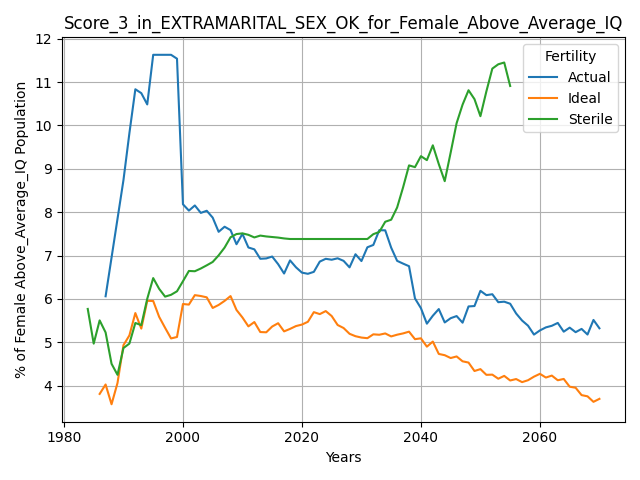 Score_3_in_EXTRAMARITAL_SEX_OK_for_Female_Above_Average_IQ
% of Female Above_Average_IQ Population
12
11
10
9
8
7
6
5
4
Fertility
Actual
Ideal
Sterile
1980 2000 2020 2040 2060
Years